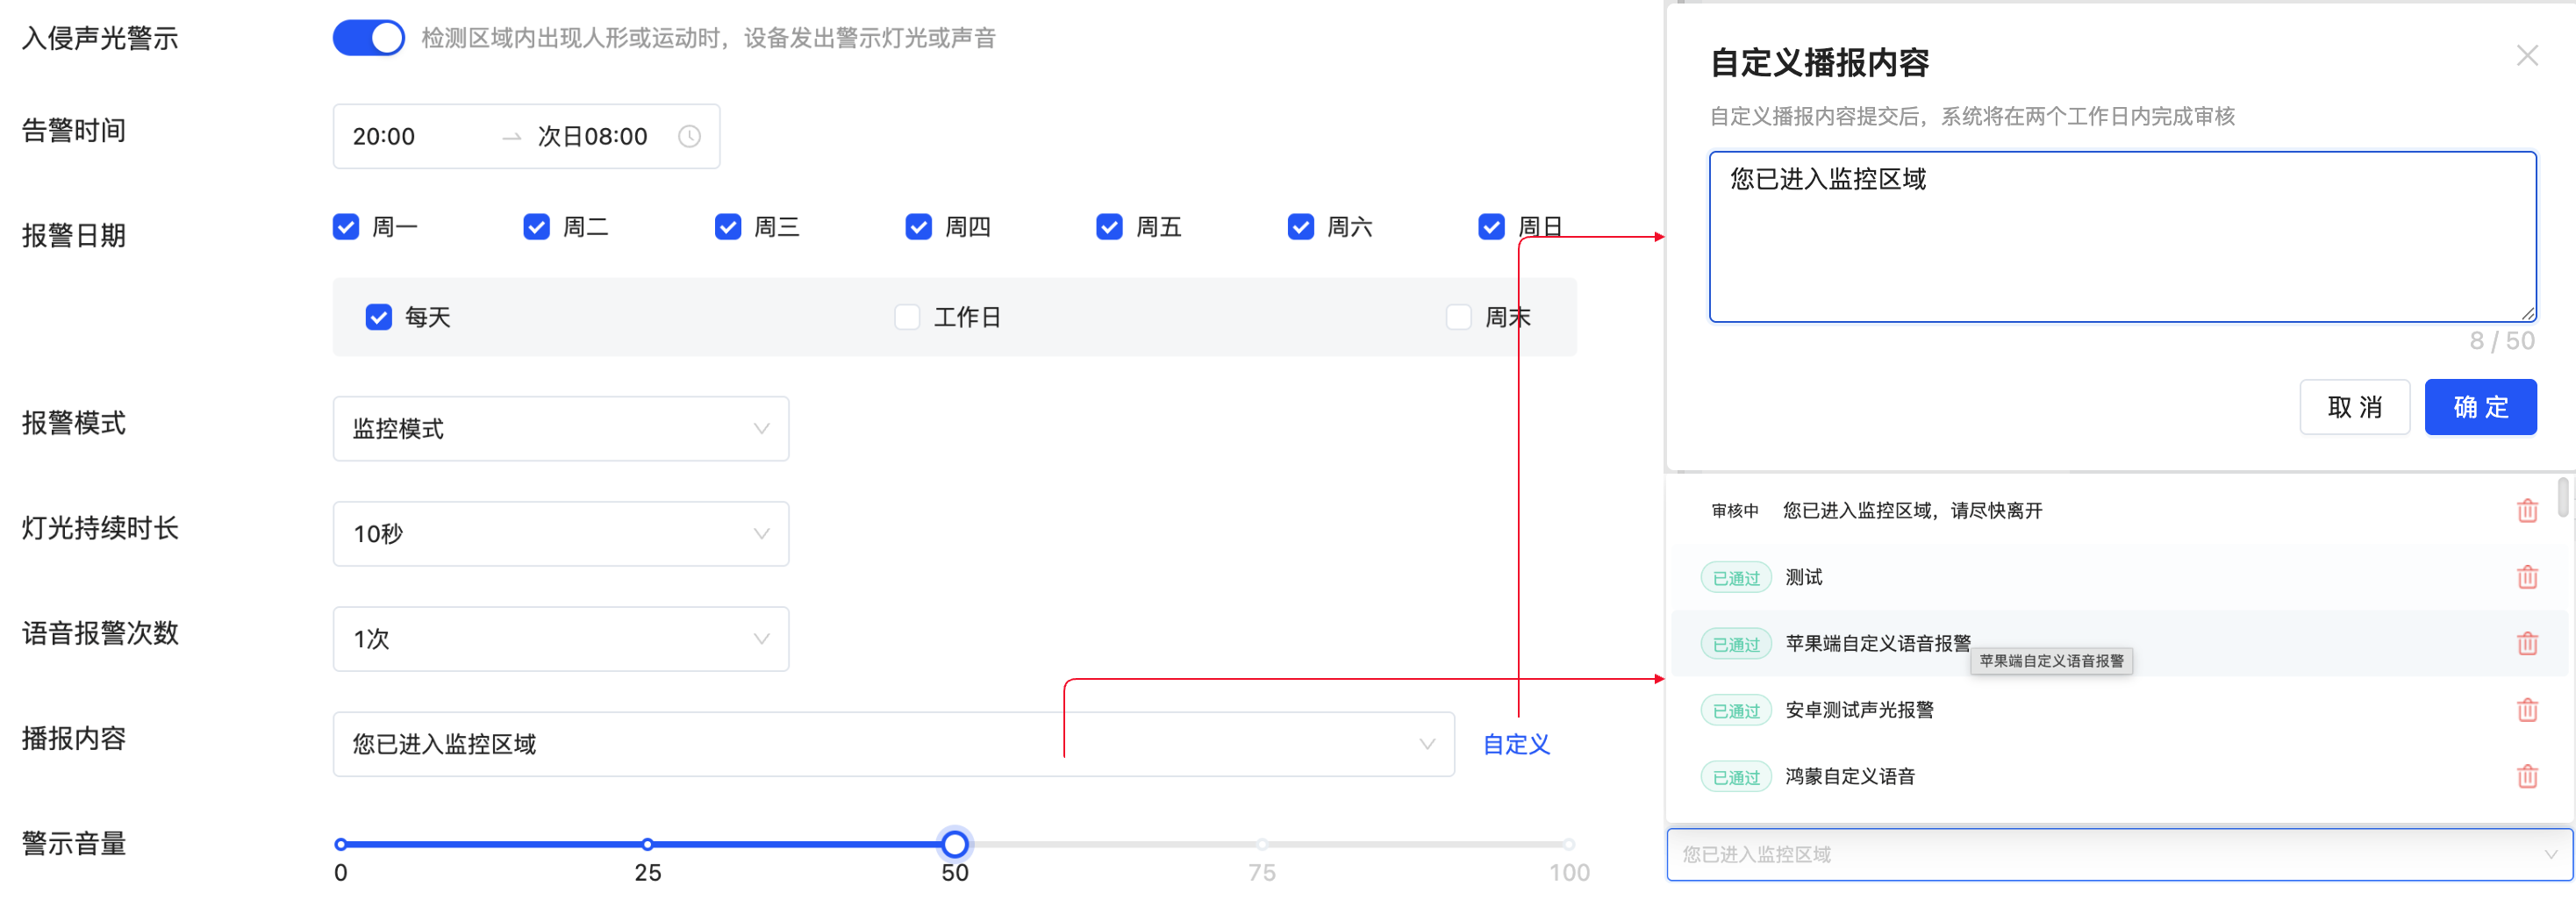 入侵声光警示
检测区域内出现人形或运动时，设备发出警示灯光或声音
告警时间
20:00 → 次日08:00
报警日期
周一 周二 周三 周四 周五 周六 周日
每天 工作日 周末
报警模式
监控模式
灯光持续时长
10秒
语音报警次数
1次
播报内容
您已进入监控区域
自定义
警示音量
0 25 50 75 100
自定义播报内容
自定义播报内容提交后，系统将在两个工作日内完成审核
您已进入监控区域
8 / 50
取 消 确 定
审核中 您已进入监控区域，请尽快离开
已通过 测试
已通过 苹果端自定义语音报警
苹果端自定义语音报警
已通过 安卓测试声光报警
已通过 鸿蒙自定义语音
您已进入监控区域